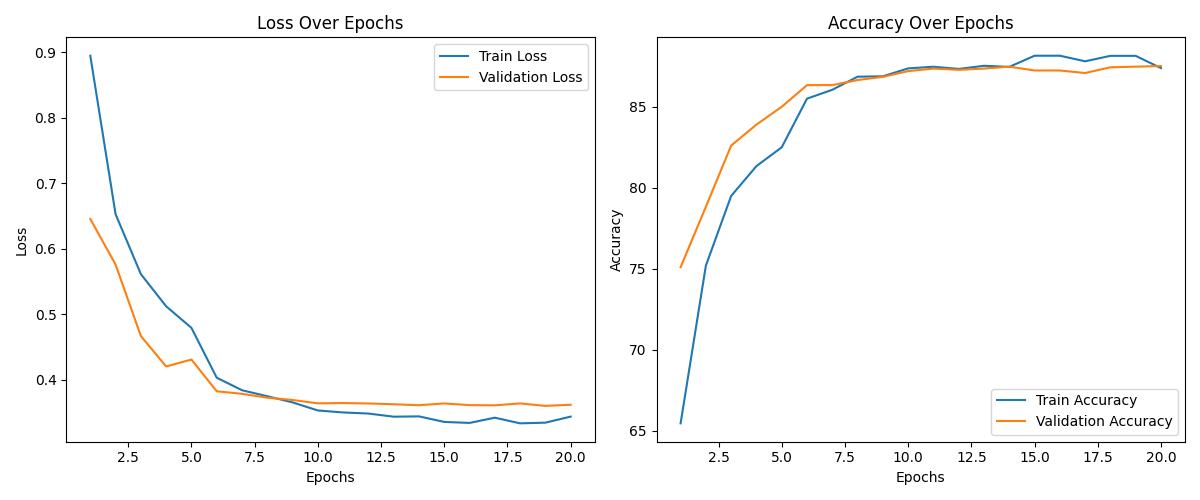 Loss Over Epochs
0.9
0.8
0.7
0.6
0.5
0.4
Loss
Train Loss
Validation Loss
2.5 5.0 7.5 10.0 12.5 15.0 17.5 20.0
Epochs
Accuracy Over Epochs
85
80
75
70
65
Accuracy
Train Accuracy
Validation Accuracy
2.5 5.0 7.5 10.0 12.5 15.0 17.5 20.0
Epochs